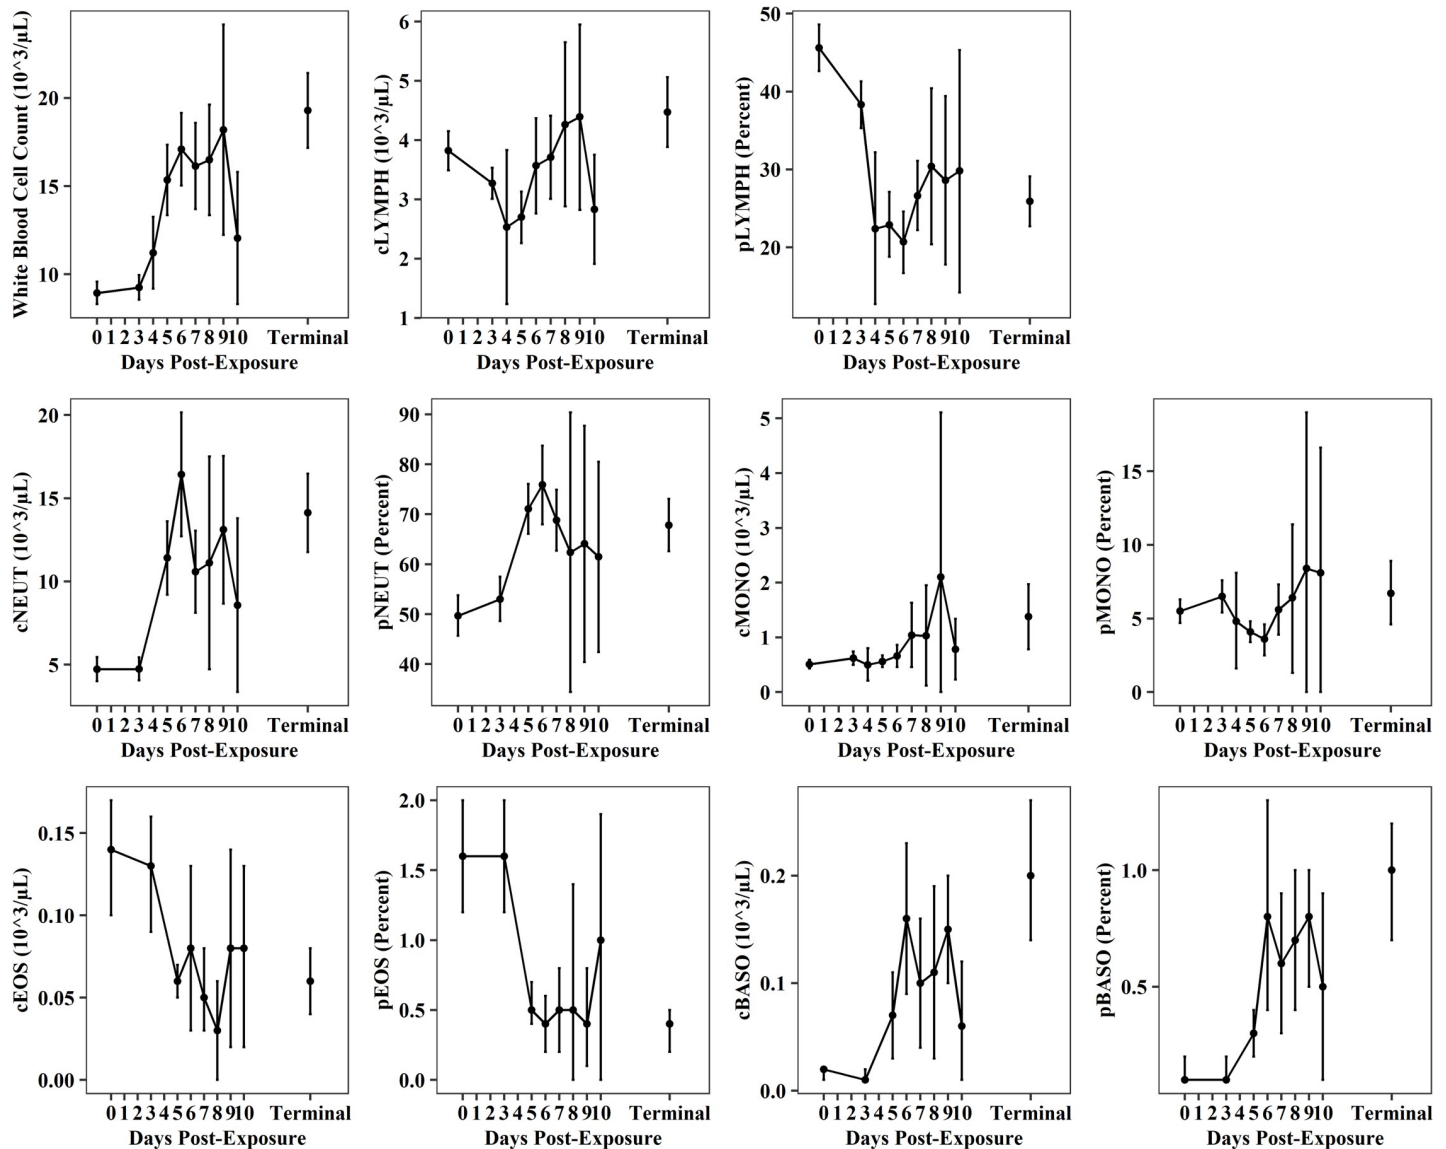 White Blood Cell Count (10^3/µL)
20
15
10
0 1 2 3 4 5 6 7 8 9 10 Terminal
Days Post-Exposure
cLYMPH (10^3/µL)
6
5
4
3
2
1
0 1 2 3 4 5 6 7 8 9 10 Terminal
Days Post-Exposure
pLYMPH (Percent)
50
40
30
20
0 1 2 3 4 5 6 7 8 9 10 Terminal
Days Post-Exposure
cNEUT (10^3/µL)
20
15
10
5
0 1 2 3 4 5 6 7 8 9 10 Terminal
Days Post-Exposure
pNEUT (Percent)
90
80
70
60
50
40
0 1 2 3 4 5 6 7 8 9 10 Terminal
Days Post-Exposure
cMONO (10^3/µL)
5
4
3
2
1
0
0 1 2 3 4 5 6 7 8 9 10 Terminal
Days Post-Exposure
pMONO (Percent)
15
10
5
0
0 1 2 3 4 5 6 7 8 9 10 Terminal
Days Post-Exposure
cEOS (10^3/µL)
0.15
0.10
0.05
0.00
0 1 2 3 4 5 6 7 8 9 10 Terminal
Days Post-Exposure
pEOS (Percent)
2.0
1.5
1.0
0.5
0.0
0 1 2 3 4 5 6 7 8 9 10 Terminal
Days Post-Exposure
cBASO (10^3/µL)
0.2
0.1
0.0
0 1 2 3 4 5 6 7 8 9 10 Terminal
Days Post-Exposure
pBASO (Percent)
1.0
0.5
0 1 2 3 4 5 6 7 8 9 10 Terminal
Days Post-Exposure